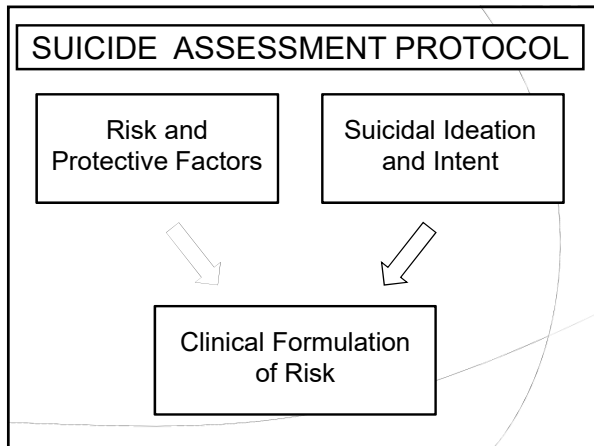 SUICIDE ASSESSMENT PROTOCOL
Risk and
Protective Factors
Suicidal Ideation
and Intent
Clinical Formulation
of Risk